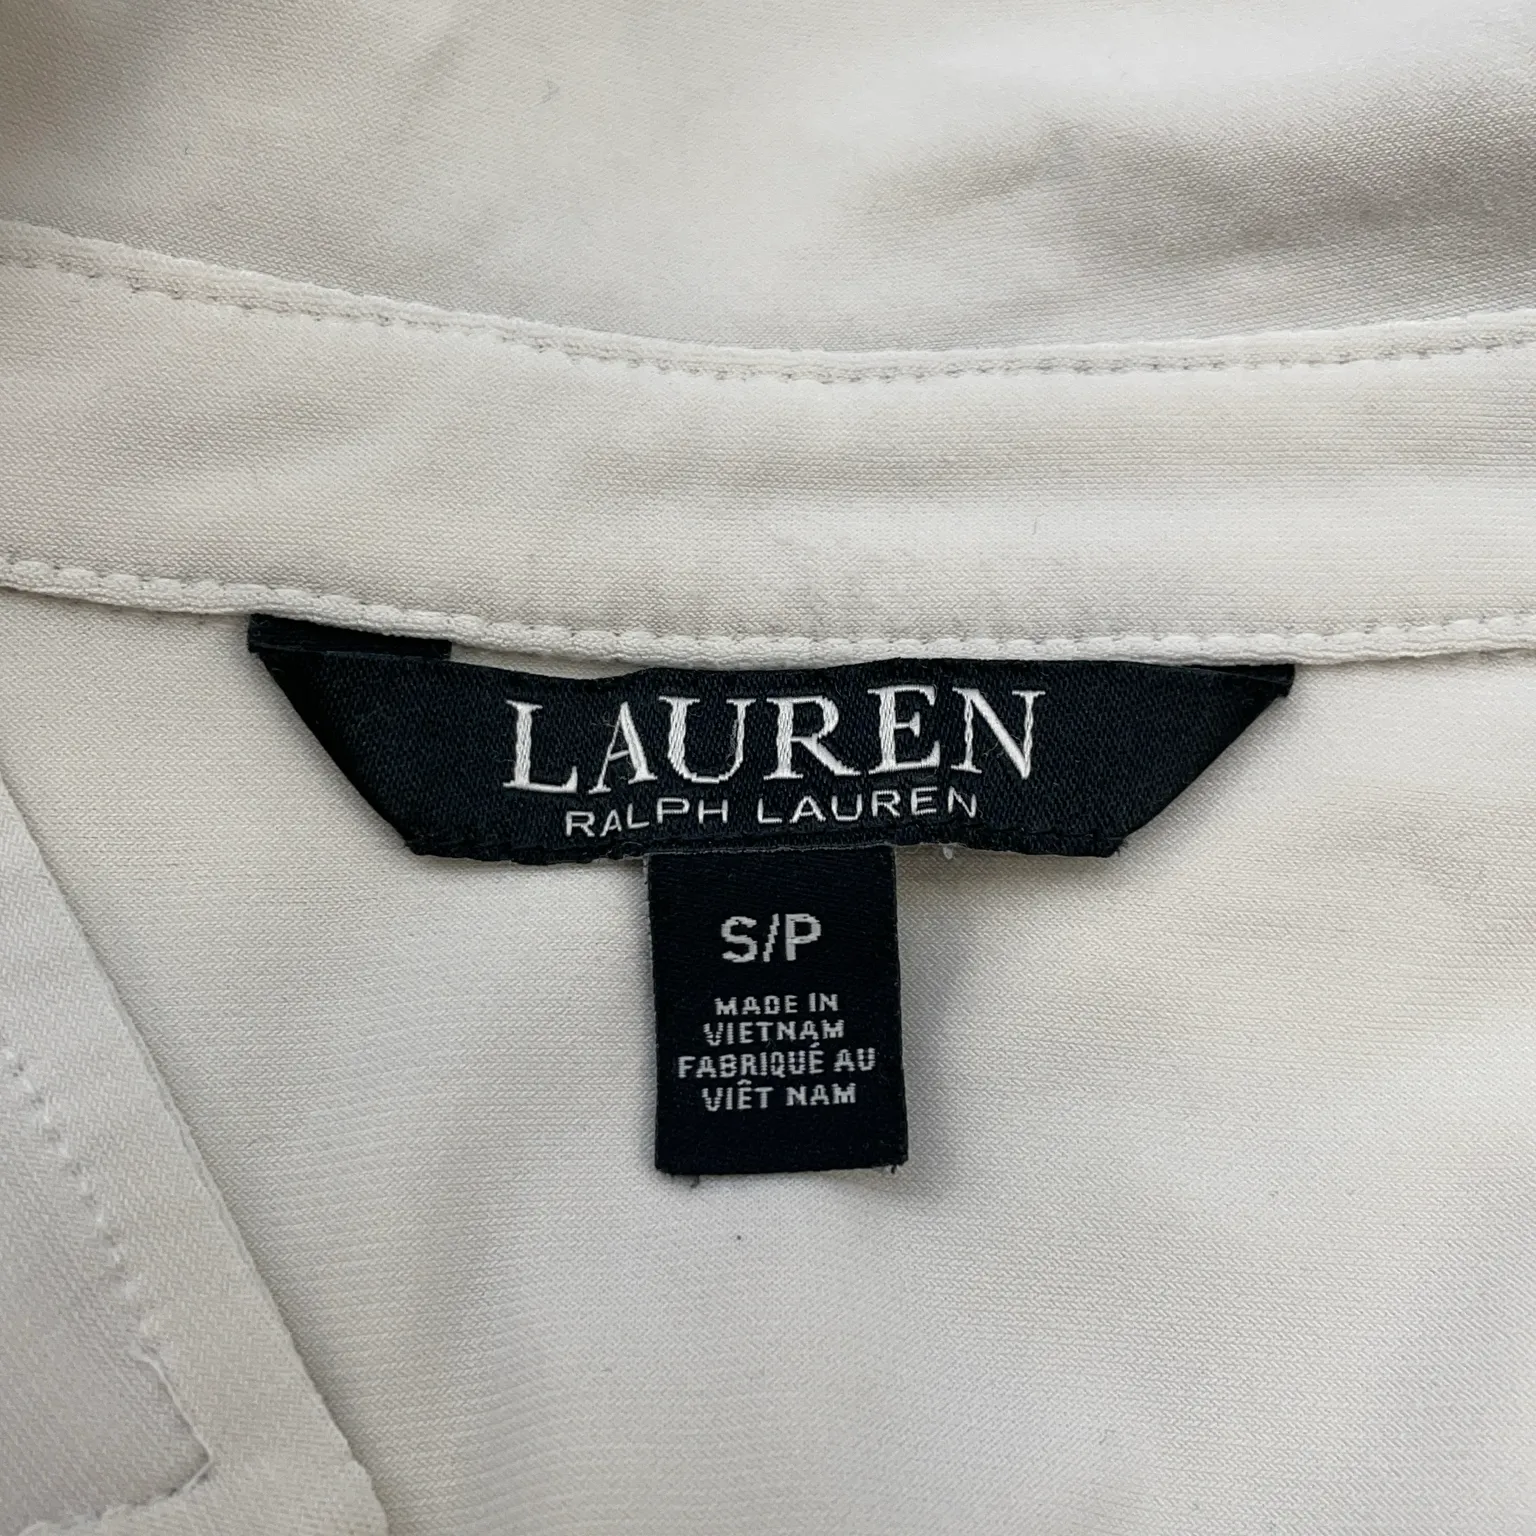 LAUREN
RALPH LAUREN
S/P
MADE IN
VIETNAM
FABRIQUÉ AU
VIÊT NAM